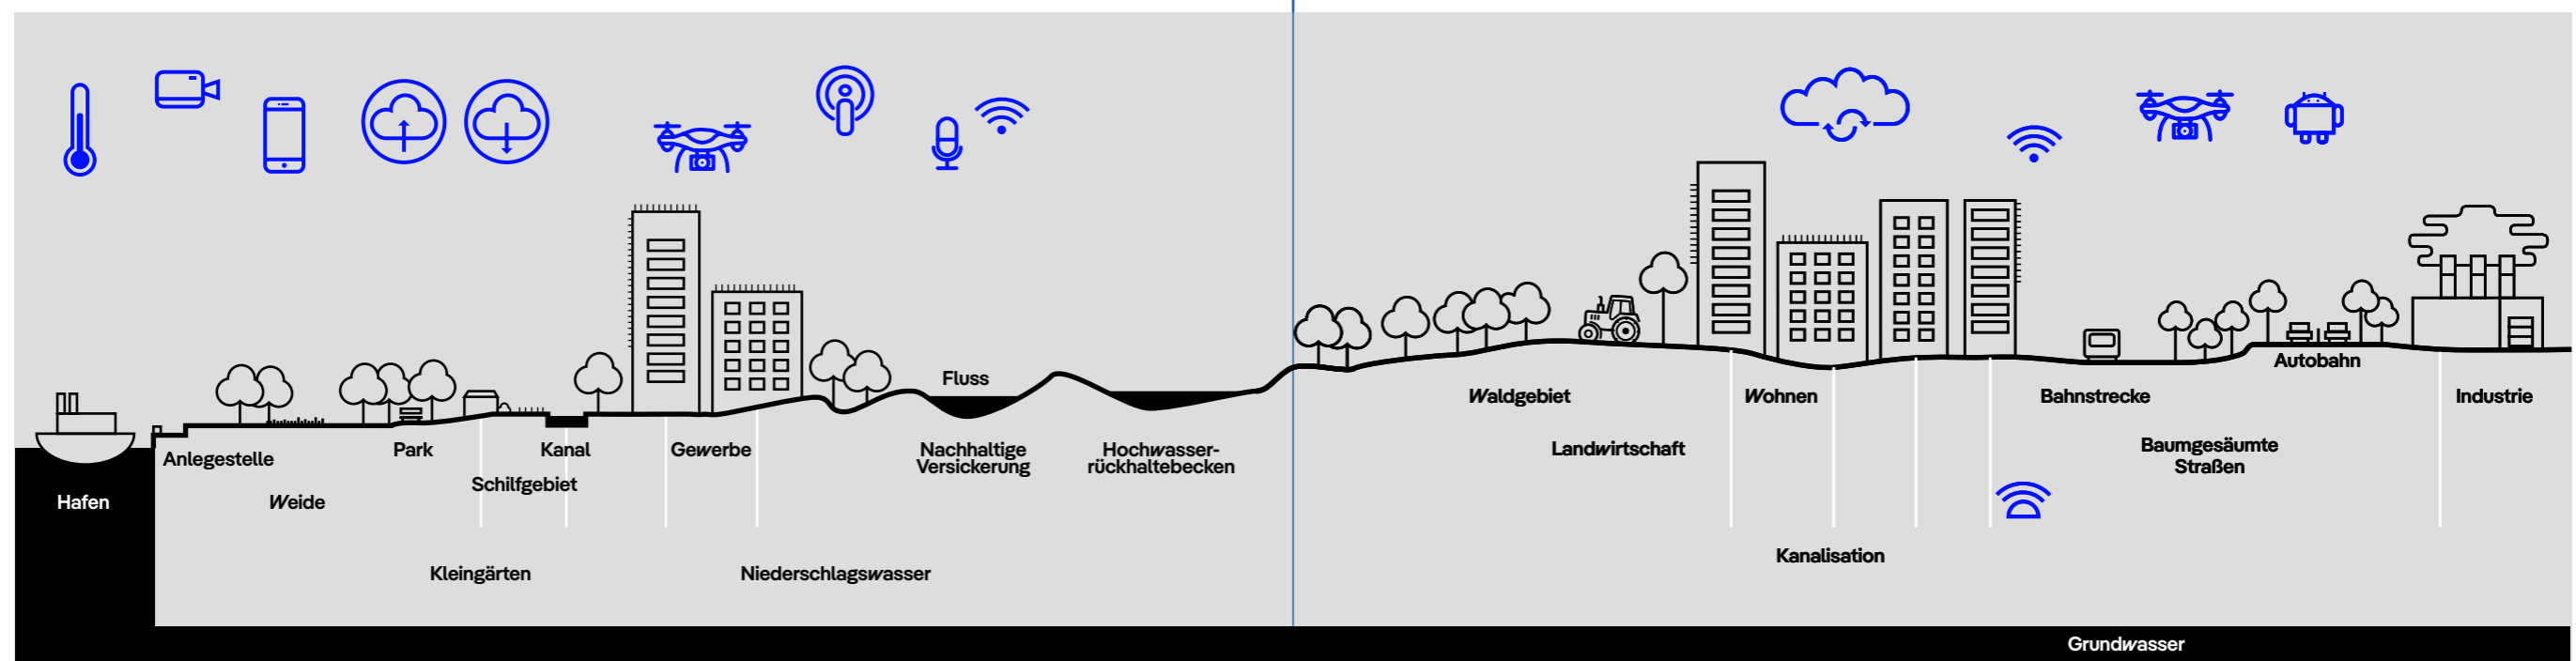 Fluss
Anlegestelle
Park
Kanal
Gewerbe
Nachhaltige
Versickerung
Hochwasser-
rückhaltebecken
Schilfgebiet
Hafen
Weide
Kleingärten
Niederschlagswasser
Autobahn
Waldgebiet
Wohnen
Bahnstrecke
Industrie
Landwirtschaft
Baumgesäumte
Straßen
Kanalisation
Grundwasser